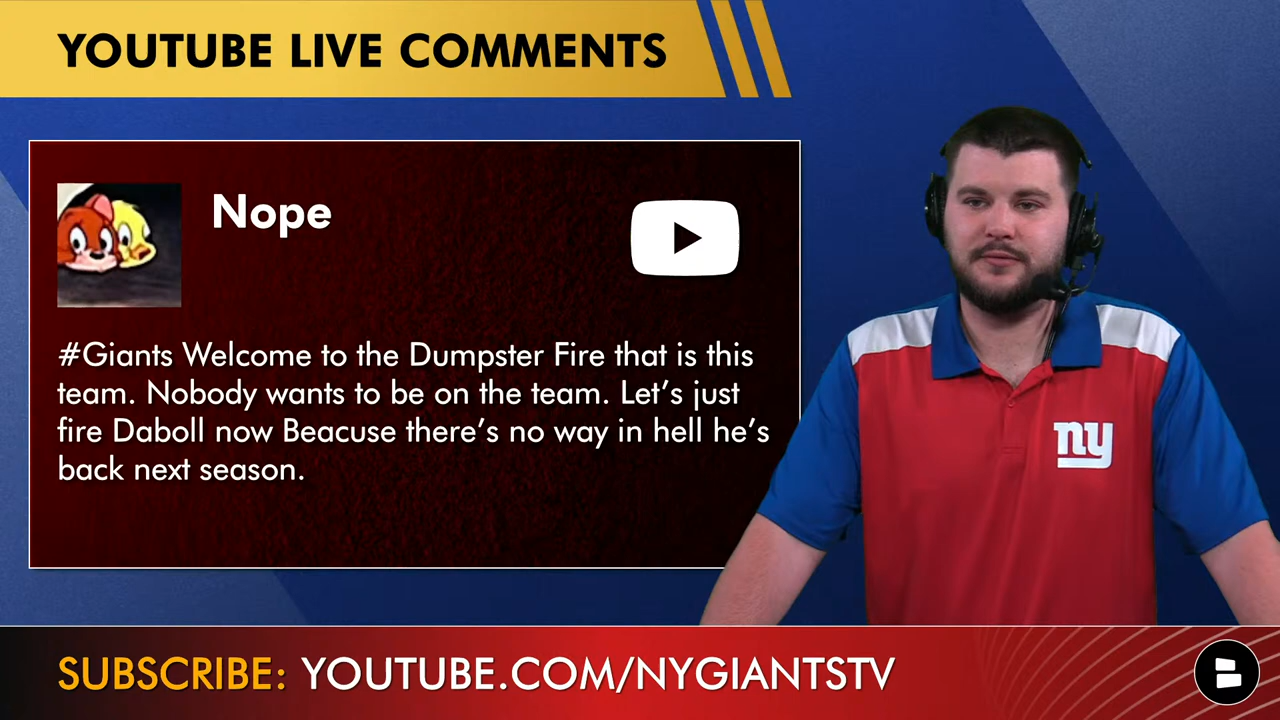 YOUTUBE LIVE COMMENTS
Nope
#Giants Welcome to the Dumpster Fire that is this
team. Nobody wants to be on the team. Let's just
fire Daboll now Beacuse there's no way in hell he's
back next season.
ny
SUBSCRIBE: YOUTUBE.COM/NYGIANTSTV